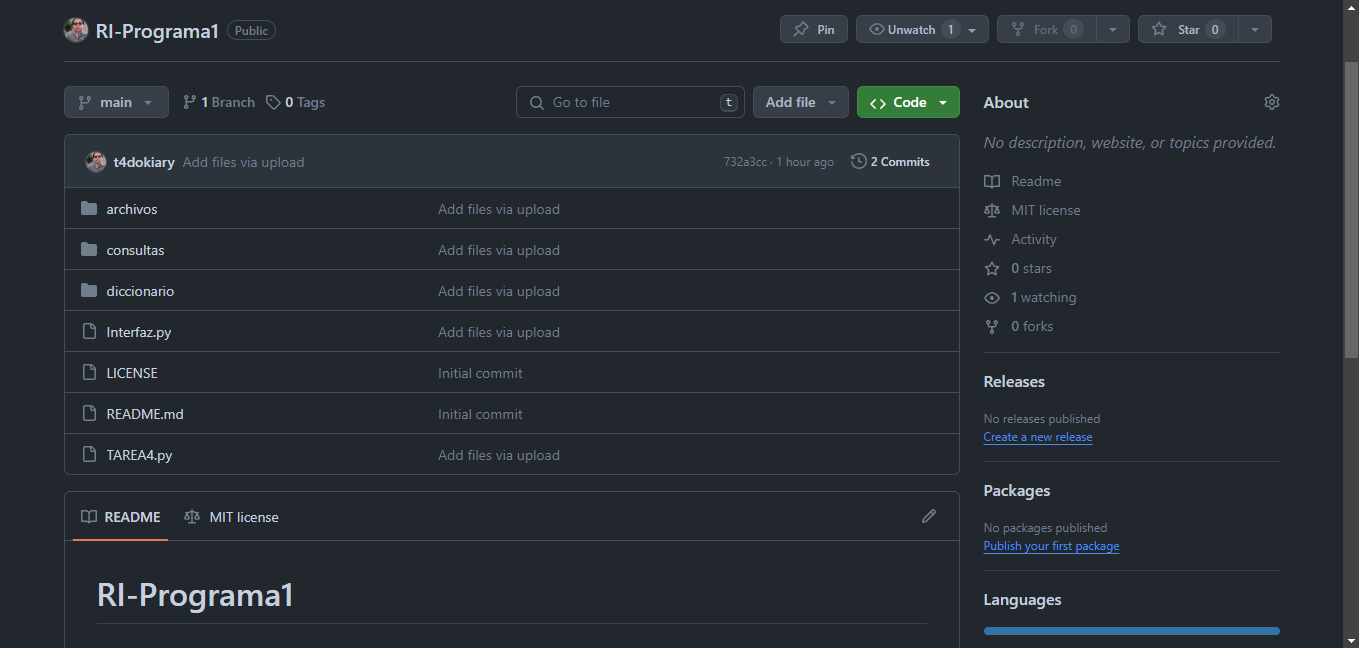 RI-Programa1 Public Pin Unwatch 1 Fork 0 Star 0
main 1 Branch 0 Tags Go to file t Add file Code
t4dokiary Add files via upload 732a3cc · 1 hour ago 2 Commits
archivos Add files via upload
consultas Add files via upload
diccionario Add files via upload
Interfaz.py Add files via upload
LICENSE Initial commit
README.md Initial commit
TAREA4.py Add files via upload
README MIT license
RI-Programa1
About
No description, website, or topics provided.
Readme
MIT license
Activity
0 stars
1 watching
0 forks
Releases
No releases published
Create a new release
Packages
No packages published
Publish your first package
Languages